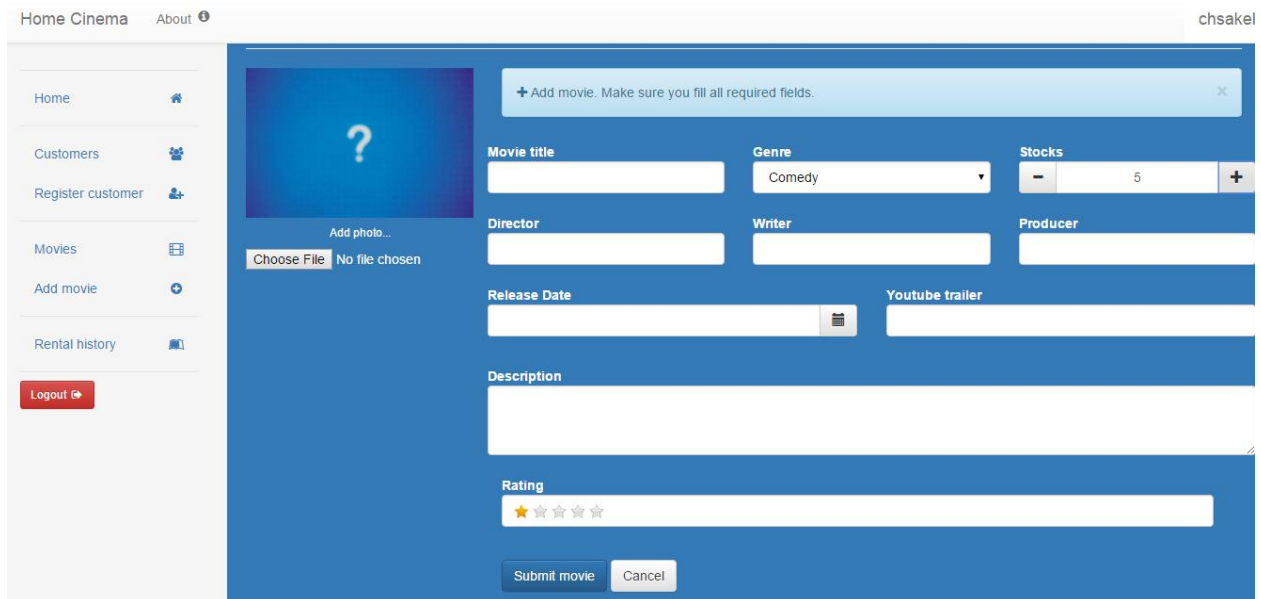 Home Cinema About chsakel
Home
Customers
Register customer
Movies
Add movie
Rental history
Logout
?
Add photo...
Choose File No file chosen
+ Add movie. Make sure you fill all required fields. ×
Movie title Genre Stocks
Comedy - 5 +
Director Writer Producer
Release Date Youtube trailer
Description
Rating
Submit movie Cancel